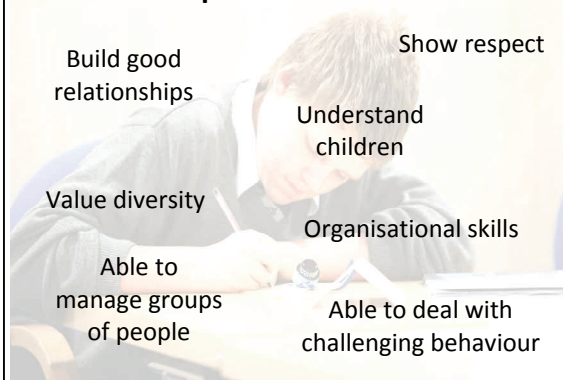 Show respect
Build good
relationships
Understand
children
Value diversity
Organisational skills
Able to
manage groups
of people
Able to deal with
challenging behaviour